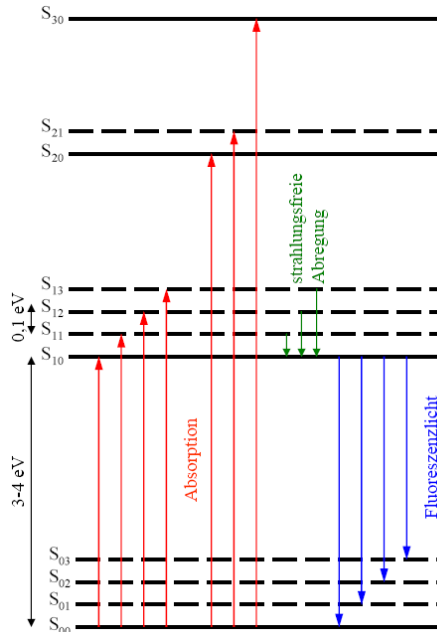 S30
S21
S20
S13
S12
S11
S10
0,1 eV
3-4 eV
strahlungsfreie
Abregung
Absorption
Fluoreszenzlicht
S03
S02
S01
S00